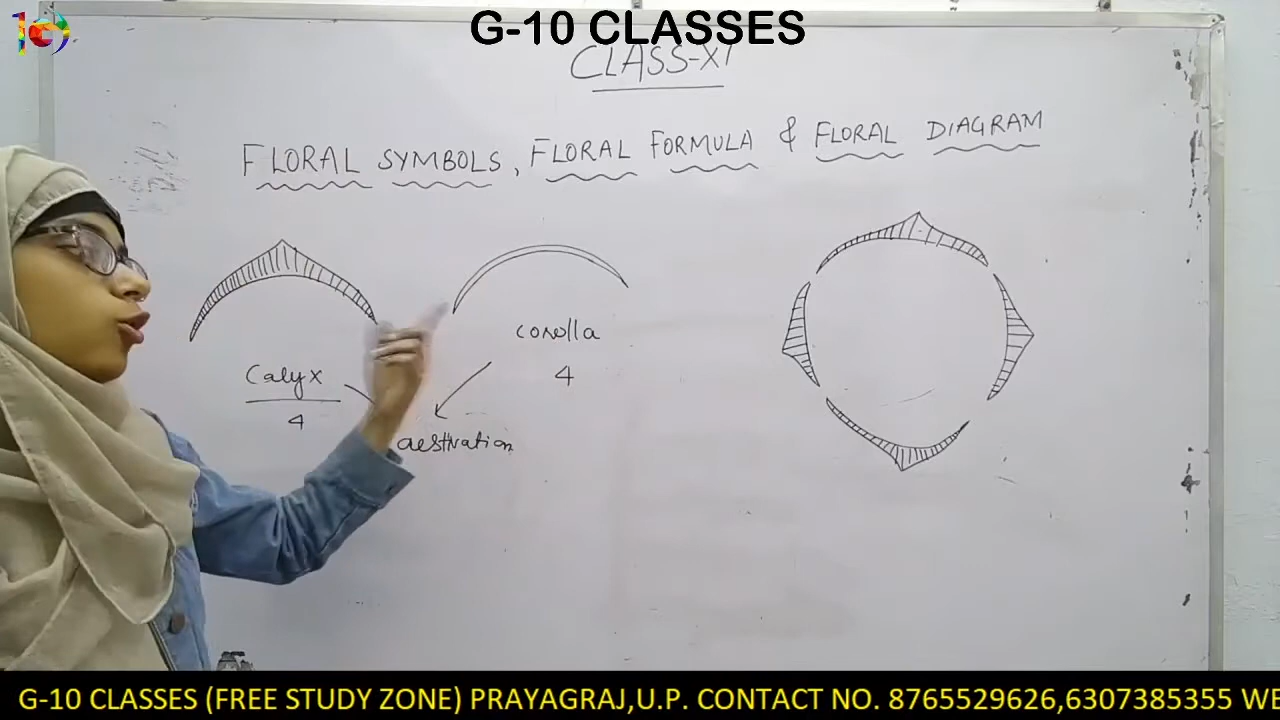 G-10 CLASSES
CLASS-XI
FLORAL SYMBOLS, FLORAL FORMULA & FLORAL DIAGRAM
Calyx
4
corolla
4
aestivation
G-10 CLASSES (FREE STUDY ZONE) PRAYAGRAJ,U.P. CONTACT NO. 8765529626,6307385355 WE